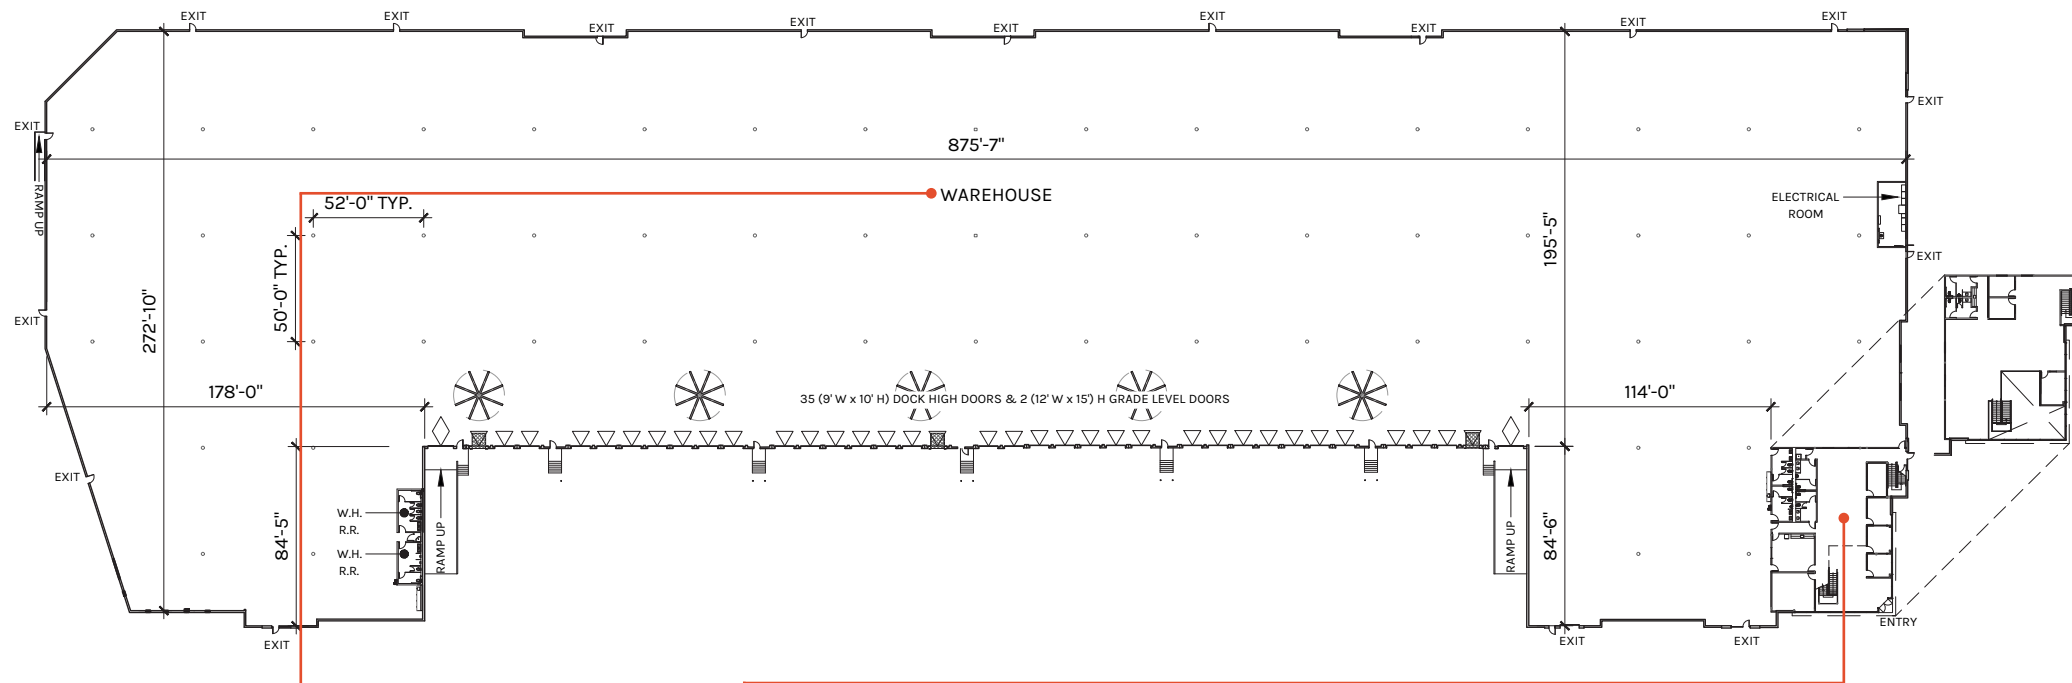 EXIT
EXIT
EXIT
EXIT
EXIT
EXIT
EXIT
EXIT
EXIT
EXIT
EXIT
875'-7"
RAMP UP
WAREHOUSE
52'-0" TYP.
ELECTRICAL
ROOM
195'-5"
50'-0" TYP.
272'-10"
EXIT
EXIT
178'-0"
35 (9' W x 10' H) DOCK HIGH DOORS & 2 (12' W x 15') H GRADE LEVEL DOORS
114'-0"
EXIT
W.H.
R.R.
W.H.
R.R.
84'-5"
RAMP UP
RAMP UP
84'-6"
ENTRY
EXIT
EXIT
EXIT